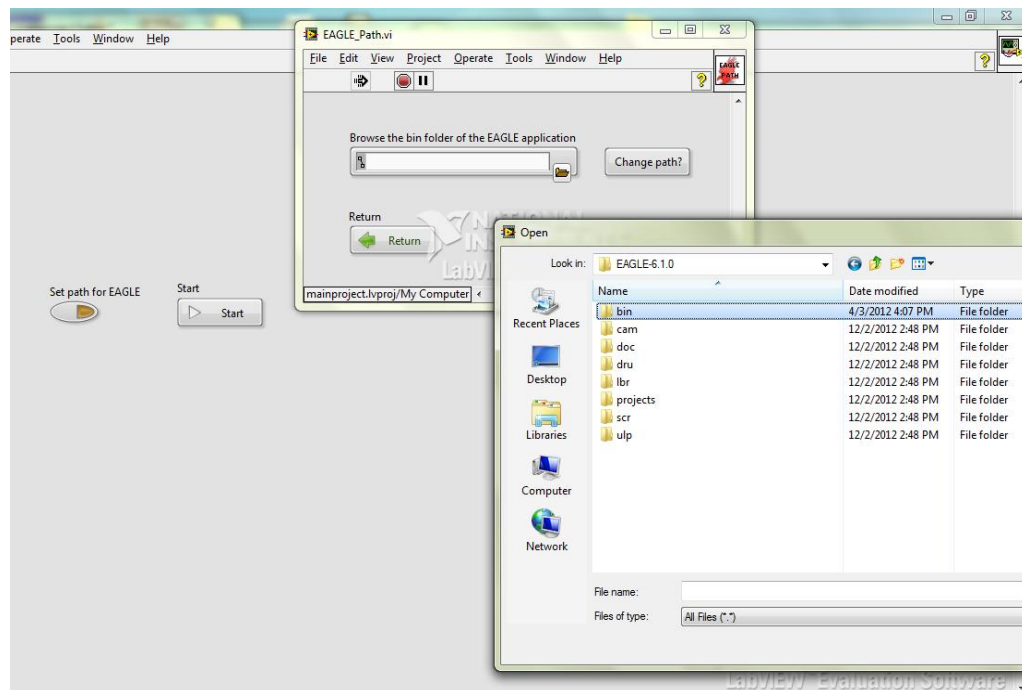 perate Tools Window Help
EAGLE_Path.vi
File Edit View Project Operate Tools Window Help
EAGLE
PATH
Browse the bin folder of the EAGLE application
Change path?
Return
Return
NATIONAL
LabVI
mainproject.lvproj/My Computer
Set path for EAGLE
Start
Start
Open
Look in: EAGLE-6.1.0
Name Date modified Type
bin 4/3/2012 4:07 PM File folder
cam 12/2/2012 2:48 PM File folder
doc 12/2/2012 2:48 PM File folder
dru 12/2/2012 2:48 PM File folder
lbr 12/2/2012 2:48 PM File folder
projects 12/2/2012 2:48 PM File folder
scr 12/2/2012 2:48 PM File folder
ulp 12/2/2012 2:48 PM File folder
Recent Places
Desktop
Libraries
Computer
Network
File name:
Files of type: All Files (*.*)
LabVIEW Evaluation Software